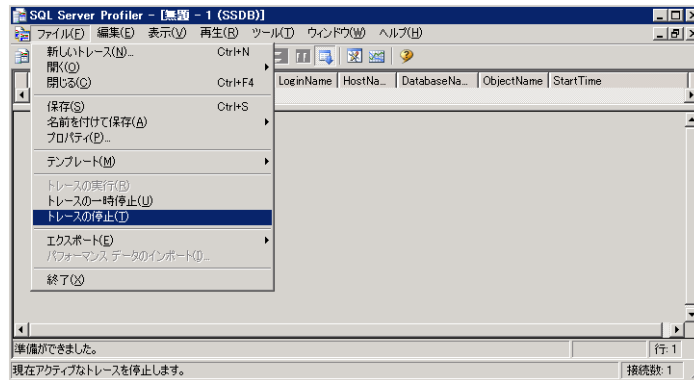 SQL Server Profiler - [無題 - 1 (SSDB)]
ファイル(F) 編集(E) 表示(V) 再生(R) ツール(T) ウィンドウ(W) ヘルプ(H)
新しいトレース(N)... Ctrl+N
開く(O)
閉じる(C) Ctrl+F4
LoginName HostNa... DatabaseNa... ObjectName StartTime
保存(S) Ctrl+S
名前を付けて保存(A)
プロパティ(P)...
テンプレート(M)
トレースの実行(R)
トレースの一時停止(U)
トレースの停止(T)
エクスポート(E)
パフォーマンス データのインポート(I)...
終了(X)
準備ができました。 行: 1
現在アクティブなトレースを停止します。 接続数: 1